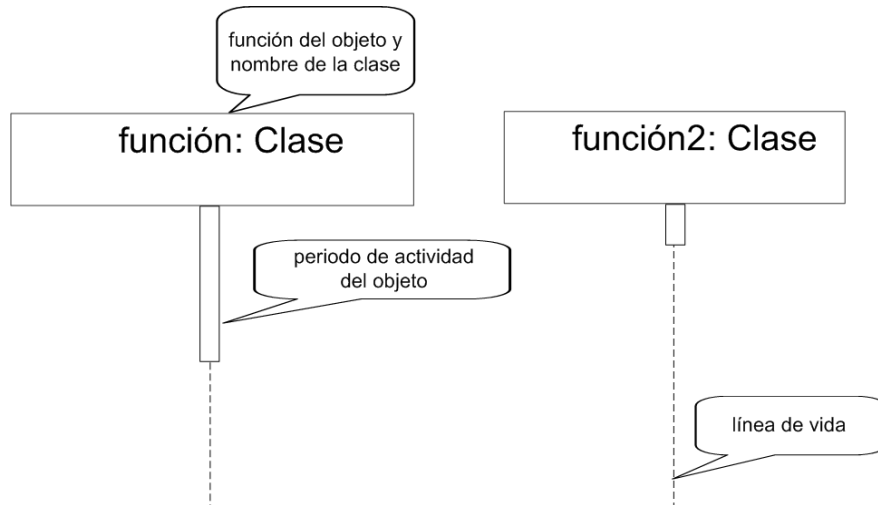 función del objeto y
nombre de la clase
función: Clase
función2: Clase
periodo de actividad
del objeto
línea de vida